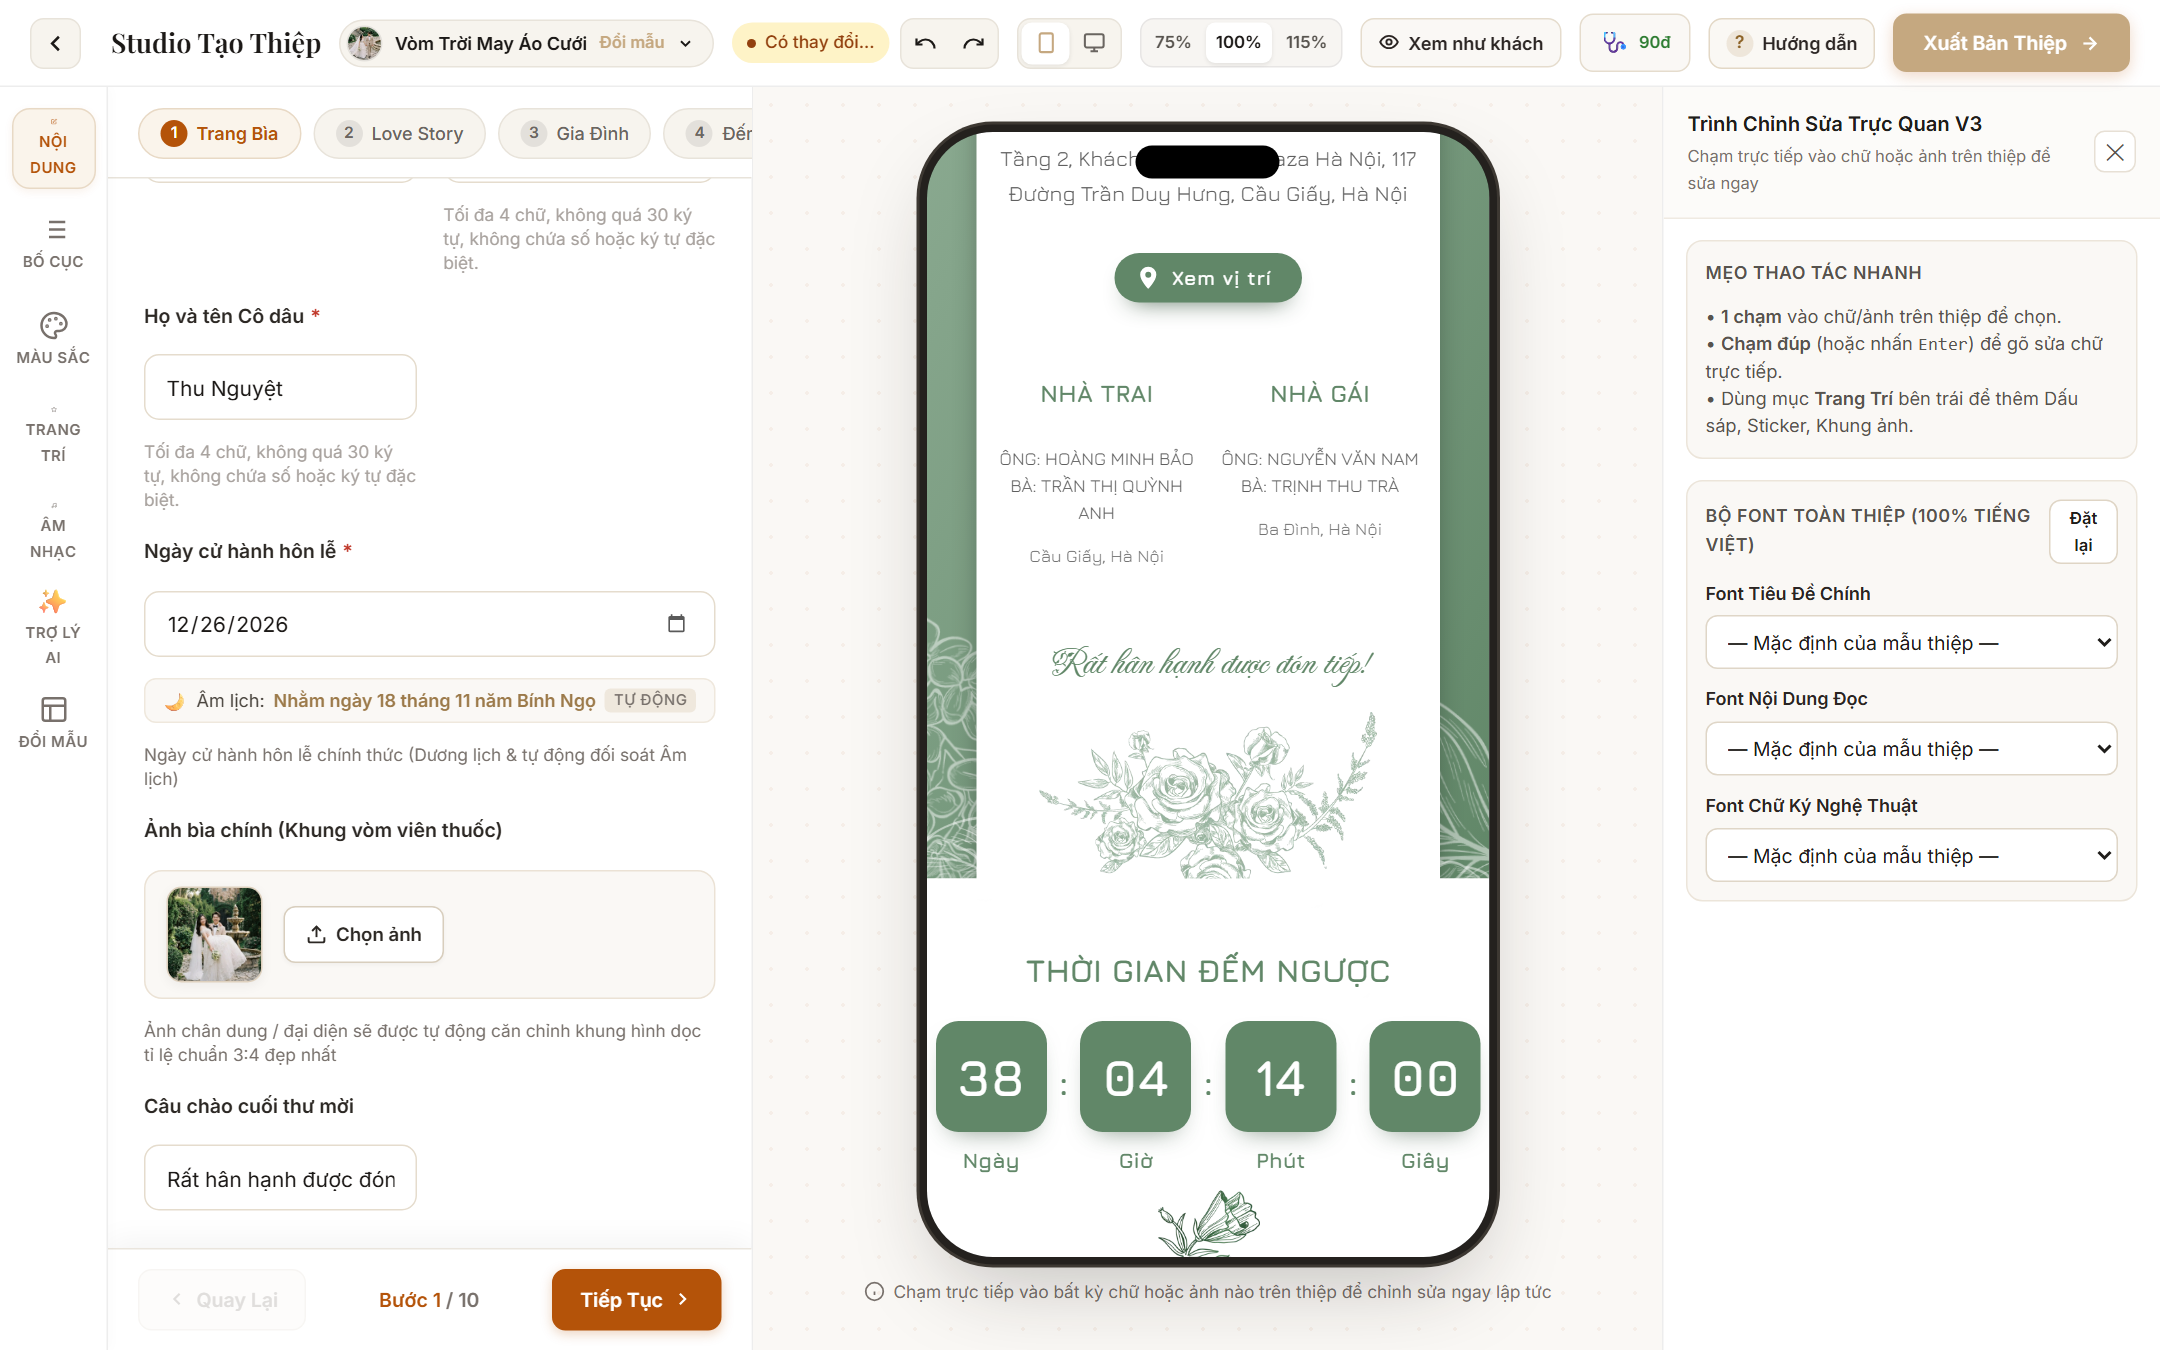 Studio Tạo Thiệp
Vòm Trời May Áo Cưới Đổi mẫu
Có thay đổi...
75% 100% 115%
Xem như khách
90đ
? Hướng dẫn
Xuất Bản Thiệp →
NỘI
DUNG
BỐ CỤC
MÀU SẮC
TRANG
TRÍ
ÂM
NHẠC
TRỢ LÝ
AI
ĐỔI MẪU
1 Trang Bìa
2 Love Story
3 Gia Đình
4
Tối đa 4 chữ, không quá 30 ký
tự, không chứa số hoặc ký tự đặc
biệt.
Họ và tên Cô dâu *
Thu Nguyệt
Tối đa 4 chữ, không quá 30 ký
tự, không chứa số hoặc ký tự đặc
biệt.
Ngày cử hành hôn lễ *
12/26/2026
Âm lịch: Nhằm ngày 18 tháng 11 năm Bính Ngọ TỰ ĐỘNG
Ngày cử hành hôn lễ chính thức (Dương lịch & tự động đối soát Âm
lịch)
Ảnh bìa chính (Khung vòm viên thuốc)
Chọn ảnh
Ảnh chân dung / đại diện sẽ được tự động căn chỉnh khung hình dọc
tỉ lệ chuẩn 3:4 đẹp nhất
Câu chào cuối thư mời
Rất hân hạnh được đón
Quay Lại
Bước 1 / 10
Tiếp Tục
Tầng 2, Khách aza Hà Nội, 117
Đường Trần Duy Hưng, Cầu Giấy, Hà Nội
Xem vị trí
NHÀ TRAI
ÔNG: HOÀNG MINH BẢO
BÀ: TRẦN THỊ QUỲNH
ANH
Cầu Giấy, Hà Nội
NHÀ GÁI
ÔNG: NGUYỄN VĂN NAM
BÀ: TRỊNH THU TRÀ
Ba Đình, Hà Nội
Rất hân hạnh được đón tiếp!
THỜI GIAN ĐẾM NGƯỢC
38 : 04 : 14 : 00
Ngày Giờ Phút Giây
Chạm trực tiếp vào bất kỳ chữ hoặc ảnh nào trên thiệp để chỉnh sửa ngay lập tức
Trình Chỉnh Sửa Trực Quan V3
Chạm trực tiếp vào chữ hoặc ảnh trên thiệp để
sửa ngay
MẸO THAO TÁC NHANH
• 1 chạm vào chữ/ảnh trên thiệp để chọn.
• Chạm đúp (hoặc nhấn Enter) để gõ sửa chữ
trực tiếp.
• Dùng mục Trang Trí bên trái để thêm Dấu
sáp, Sticker, Khung ảnh.
BỘ FONT TOÀN THIỆP (100% TIẾNG
VIỆT)
Đặt
lại
Font Tiêu Đề Chính
— Mặc định của mẫu thiệp —
Font Nội Dung Đọc
— Mặc định của mẫu thiệp —
Font Chữ Ký Nghệ Thuật
— Mặc định của mẫu thiệp —